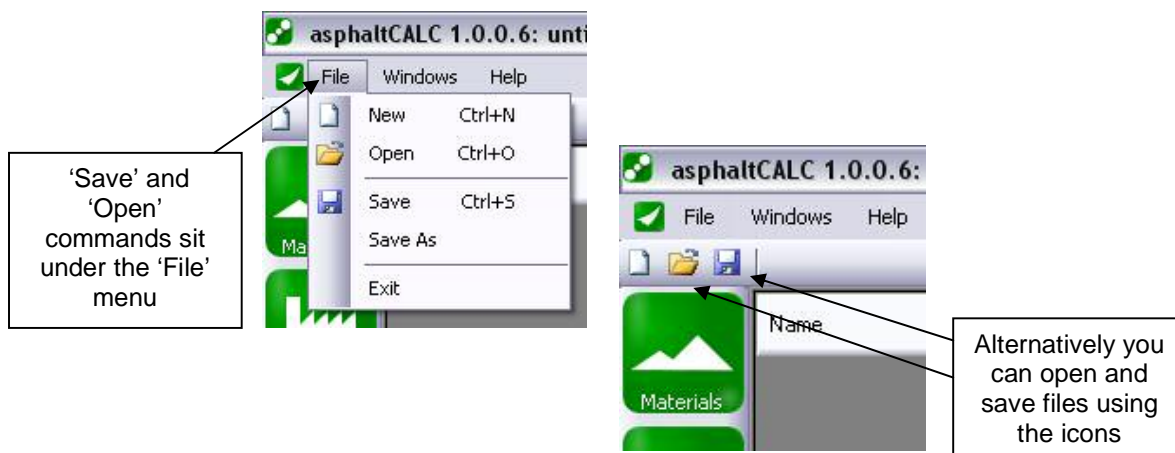 asphaltCALC 1.0.0.6: unti
File Windows Help
New Ctrl+N
Open Ctrl+O
Save Ctrl+S
Save As
Exit
Ma
‘Save’ and
‘Open’
commands sit
under the ‘File’
menu
asphaltCALC 1.0.0.6:
File Windows Help
Name
Materials
Alternatively you
can open and
save files using
the icons